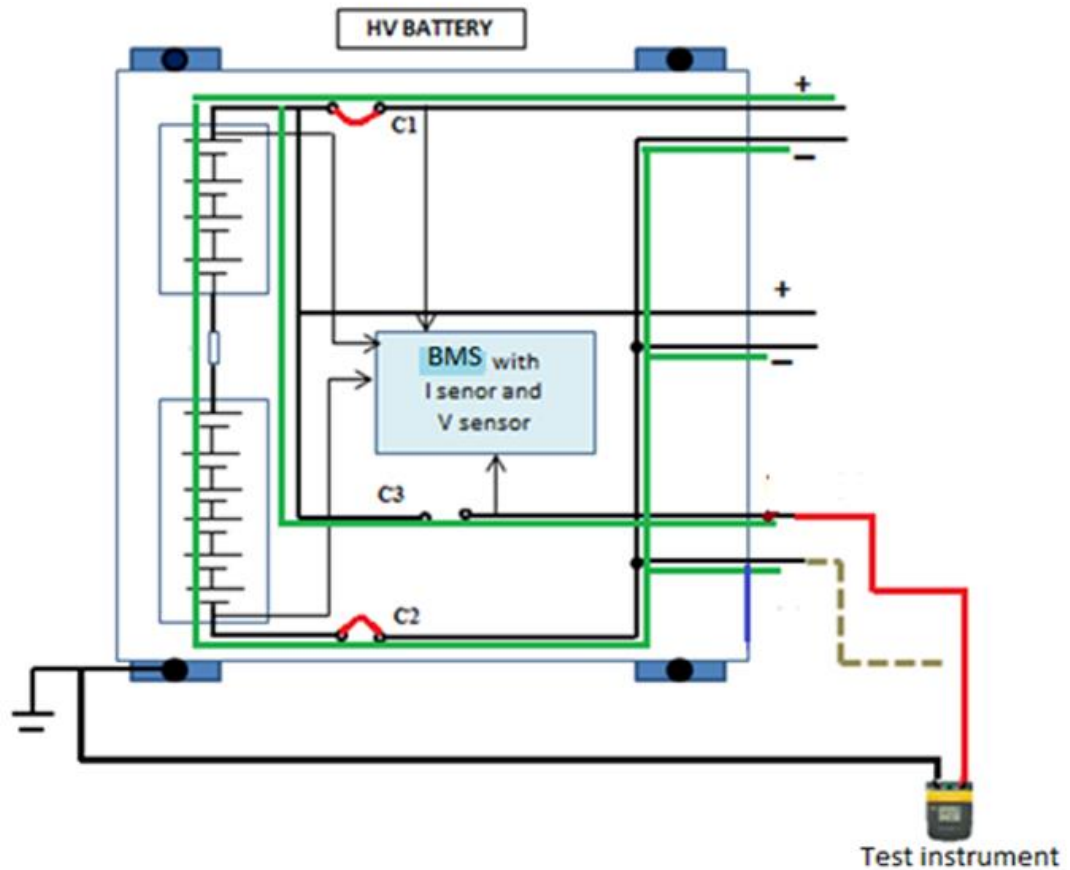 HV BATTERY
+
C1
−
+
BMS with
I senor and
V sensor
−
C3
C2
Test instrument